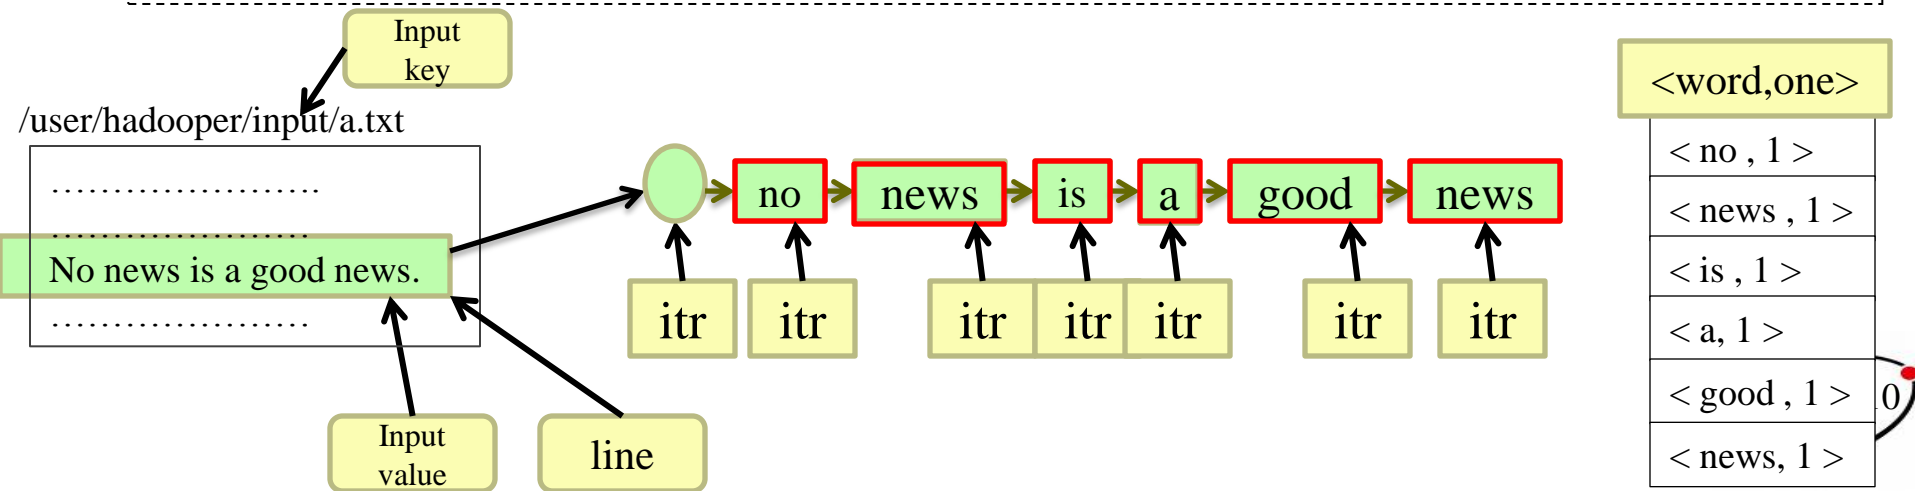 Input
key
/user/hadooper/input/a.txt
…………………….
…………………
No news is a good news.
…………………
Input
value
line
no
news
is
a
good
news
itr
itr
itr
itr
itr
itr
itr
<word,one>
< no , 1 >
< news , 1 >
< is , 1 >
< a, 1 >
< good , 1 >
< news, 1 >